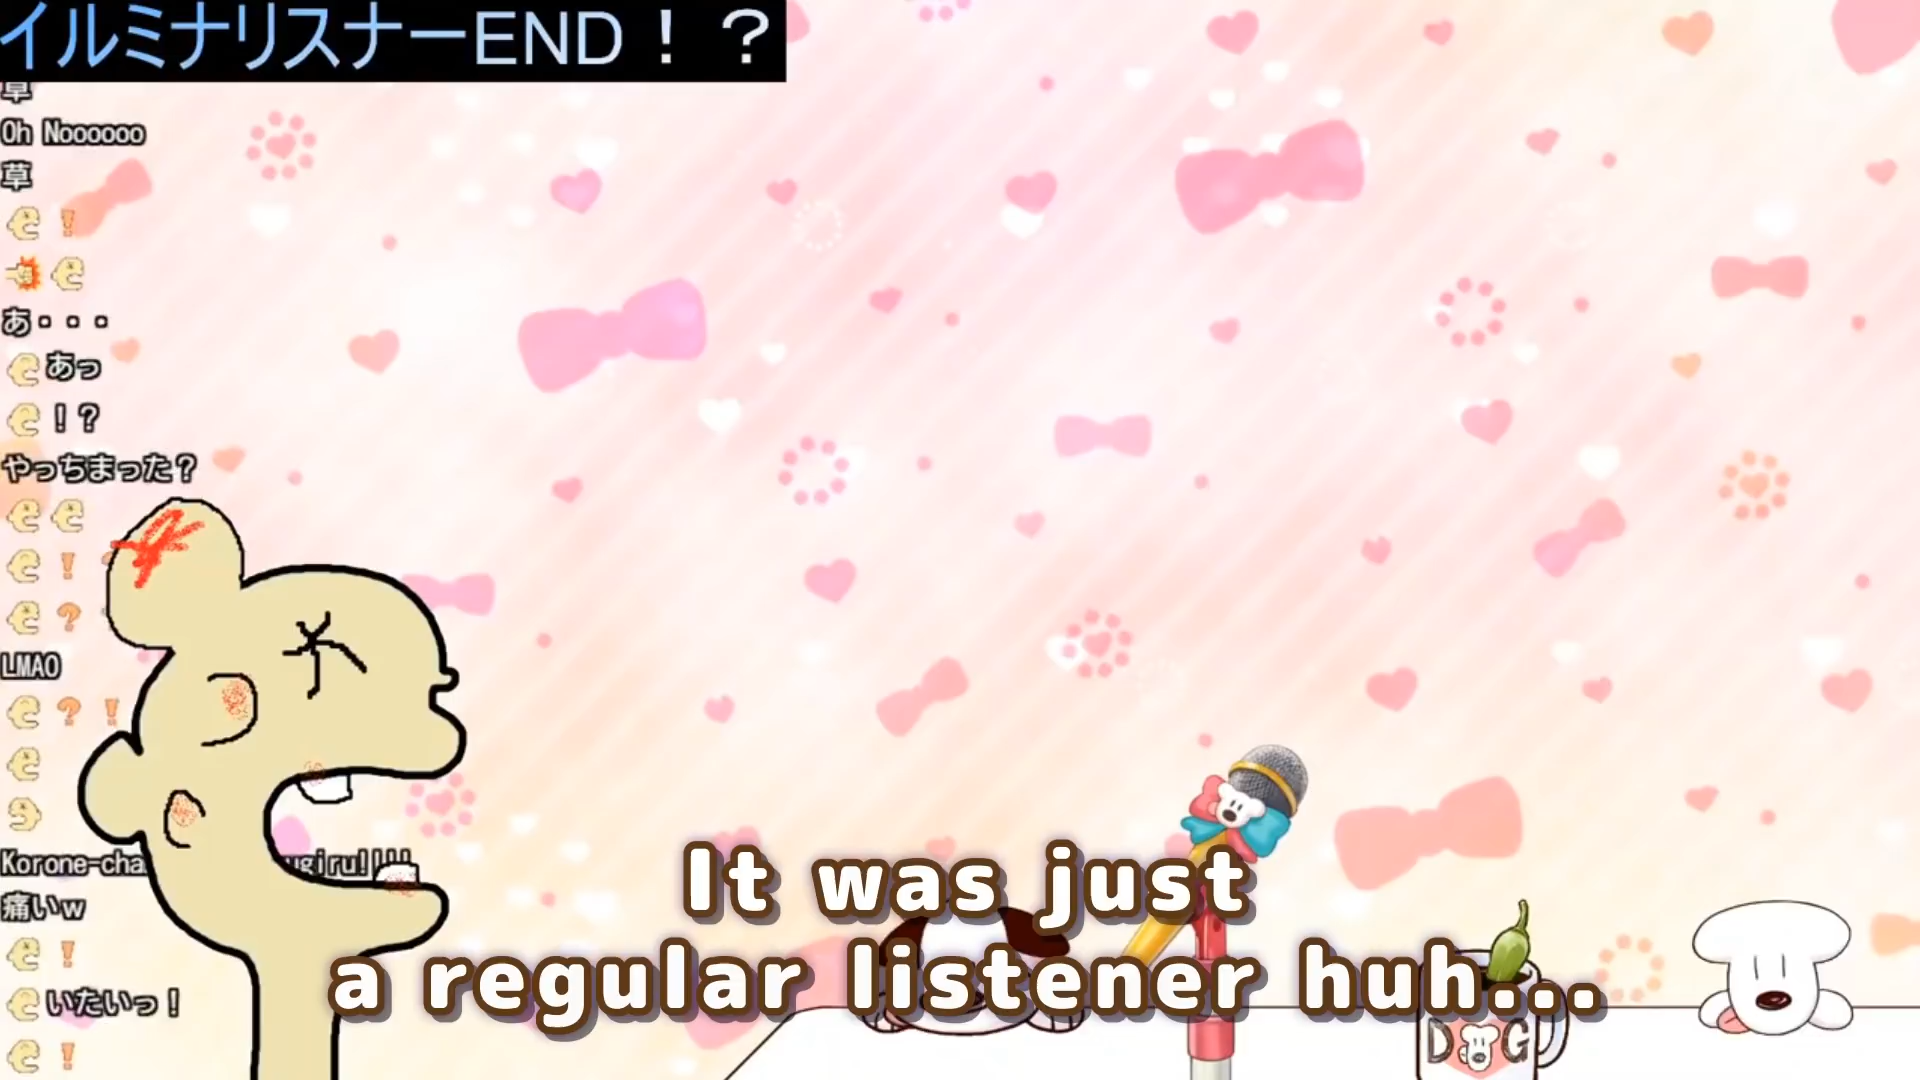 イルミナリスナーEND！？
草
Oh Noooooo
草
！
あ・・・
あっ
！？
やっちまった？
！
？
LMAO
？！
Korone-cha
ugiru!!!
痛いw
！
いたいっ！
！
It was just
a regular listener huh...
DOG